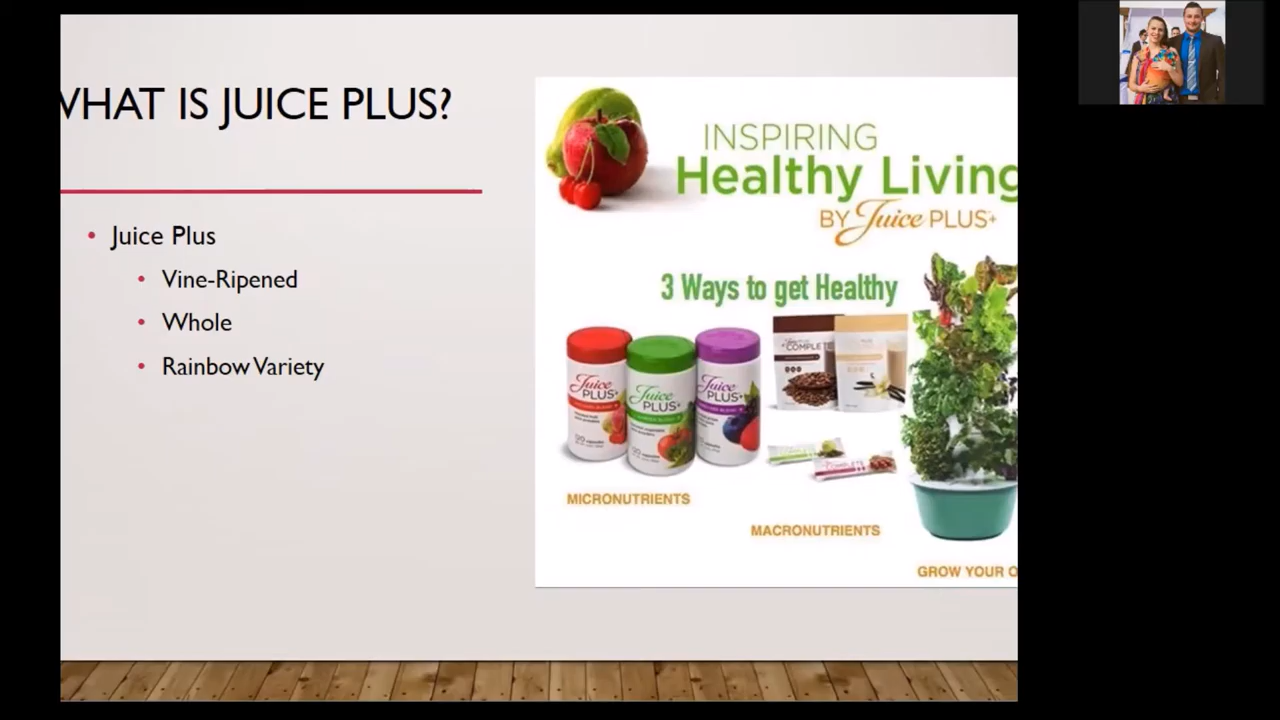 WHAT IS JUICE PLUS?
Juice Plus
Vine-Ripened
Whole
Rainbow Variety
INSPIRING
Healthy Living
BY Juice PLUS+
3 Ways to get Healthy
Juice
PLUS+
Juice
PLUS+
Juice
PLUS+
COMPLETE
COMPLETE
MICRONUTRIENTS
MACRONUTRIENTS
GROW YOUR O